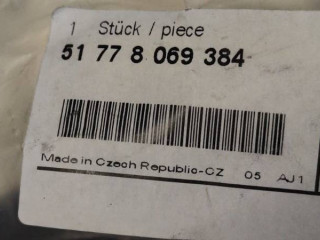 1 Stück / piece
51 77 8 069 384
Made in Czech Republic-CZ 05 AJ1